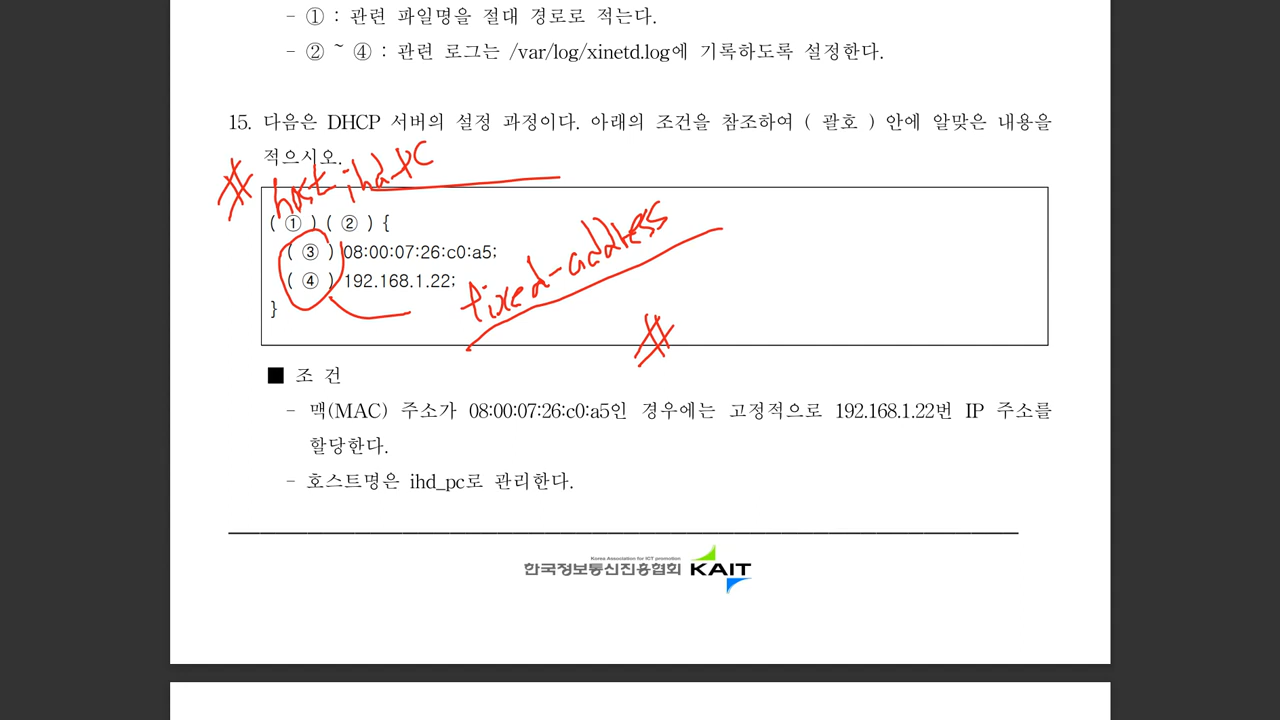 - ① : 관련 파일명을 절대 경로로 적는다.
- ② ~ ④ : 관련 로그는 /var/log/xinetd.log에 기록하도록 설정한다.
15. 다음은 DHCP 서버의 설정 과정이다. 아래의 조건을 참조하여 ( 괄호 ) 안에 알맞은 내용을
적으시오.
# host ihd_pc
( ① ) ( ② ) {
( ③ ) 08:00:07:26:c0:a5;
( ④ ) 192.168.1.22;
}
fixed-address
#
■ 조 건
- 맥(MAC) 주소가 08:00:07:26:c0:a5인 경우에는 고정적으로 192.168.1.22번 IP 주소를
할당한다.
- 호스트명은 ihd_pc로 관리한다.
Korea Association for ICT promotion
한국정보통신진흥협회 KAIT